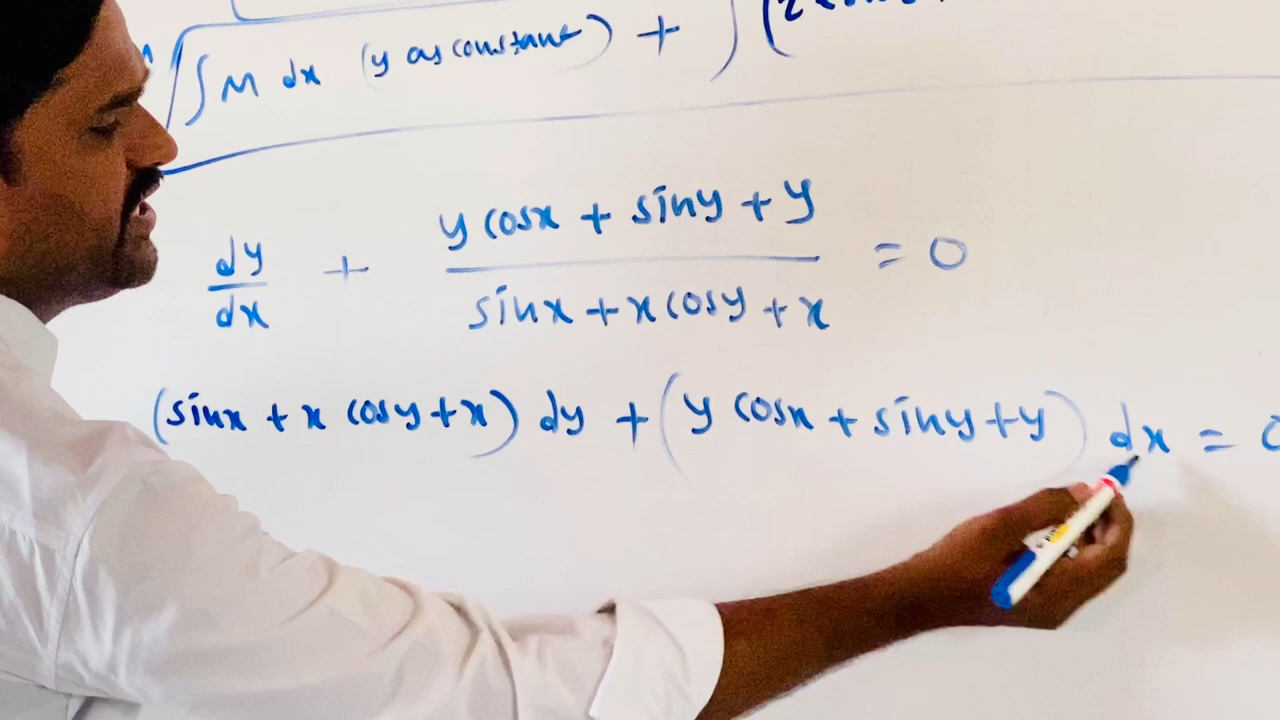 ∫ M dx (y as constant) + ∫ (
dy/dx + (y cosx + siny + y)/(sinx + x cosy + x) = 0
(sinx + x cosy + x) dy + (y cosx + siny + y) dx = 0